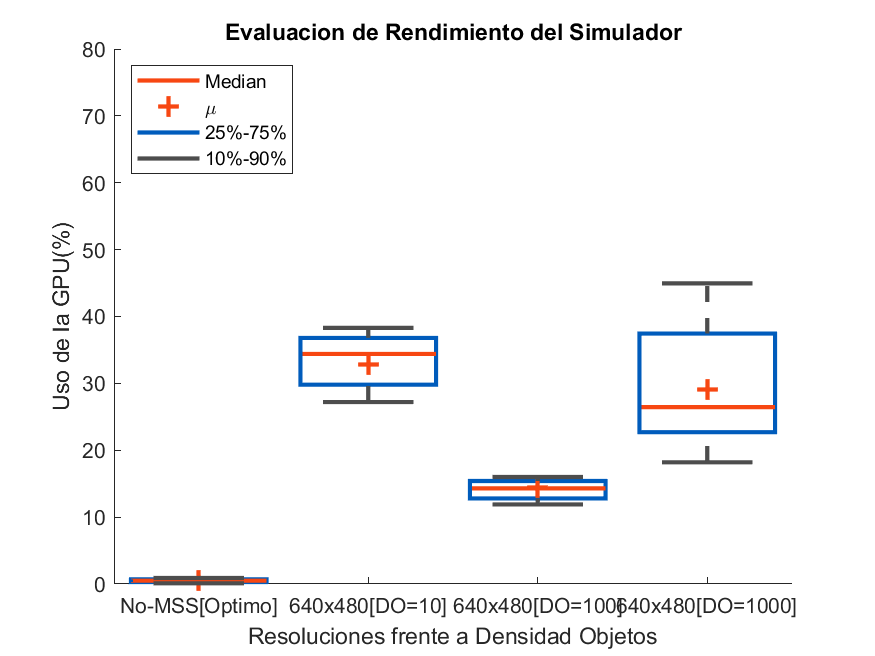 Evaluacion de Rendimiento del Simulador
Median
μ
25%-75%
10%-90%
Uso de la GPU(%)
80
70
60
50
40
30
20
10
0
No-MSS[Optimo]
640x480[DO=10]
640x480[DO=100]
640x480[DO=1000]
Resoluciones frente a Densidad Objetos